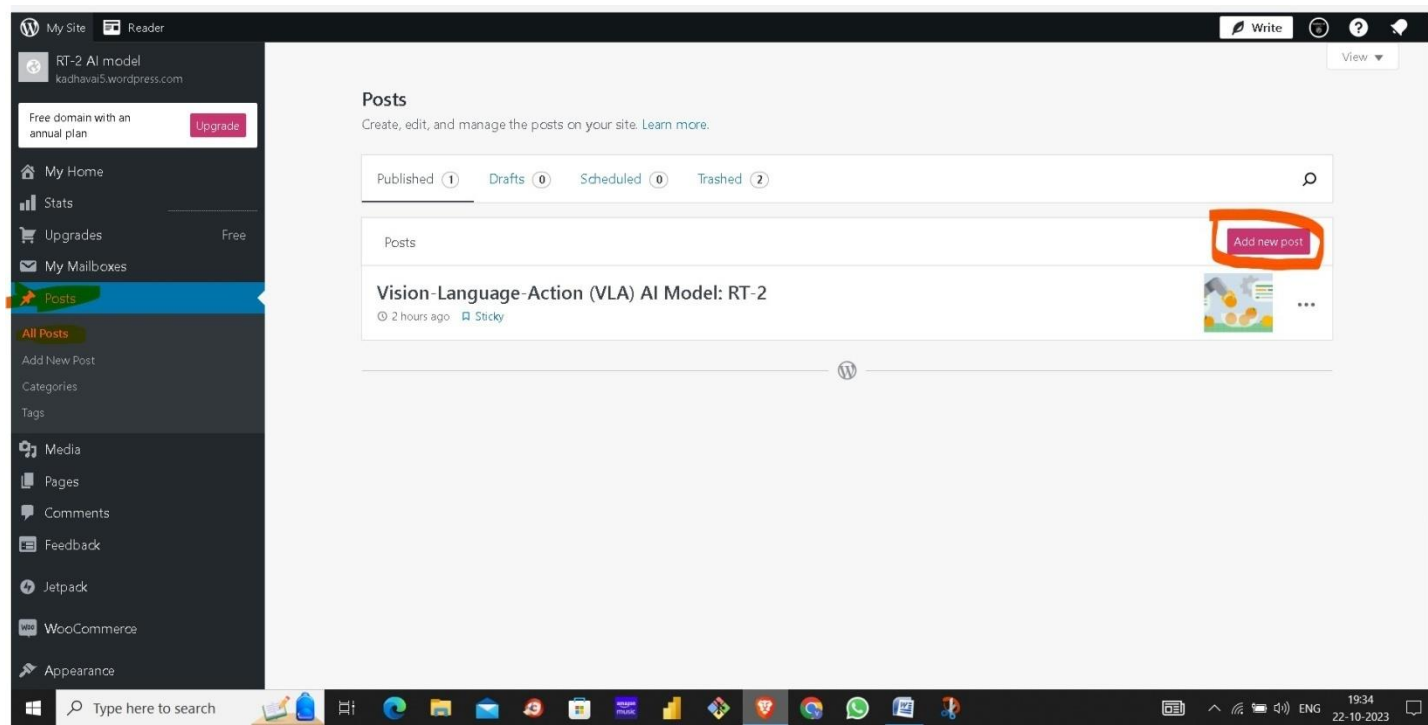 My Site Reader Write
RT-2 AI model
kadhavai5.wordpress.com
View
Free domain with an
annual plan
Upgrade
My Home
Stats
Upgrades Free
My Mailboxes
Posts
All Posts
Add New Post
Categories
Tags
Media
Pages
Comments
Feedback
Jetpack
WooCommerce
Appearance
Posts
Create, edit, and manage the posts on your site. Learn more.
Published 1 Drafts 0 Scheduled 0 Trashed 2
Posts Add new post
Vision-Language-Action (VLA) AI Model: RT-2
2 hours ago Sticky
Type here to search
amazon
music
ENG
19:34
22-10-2023